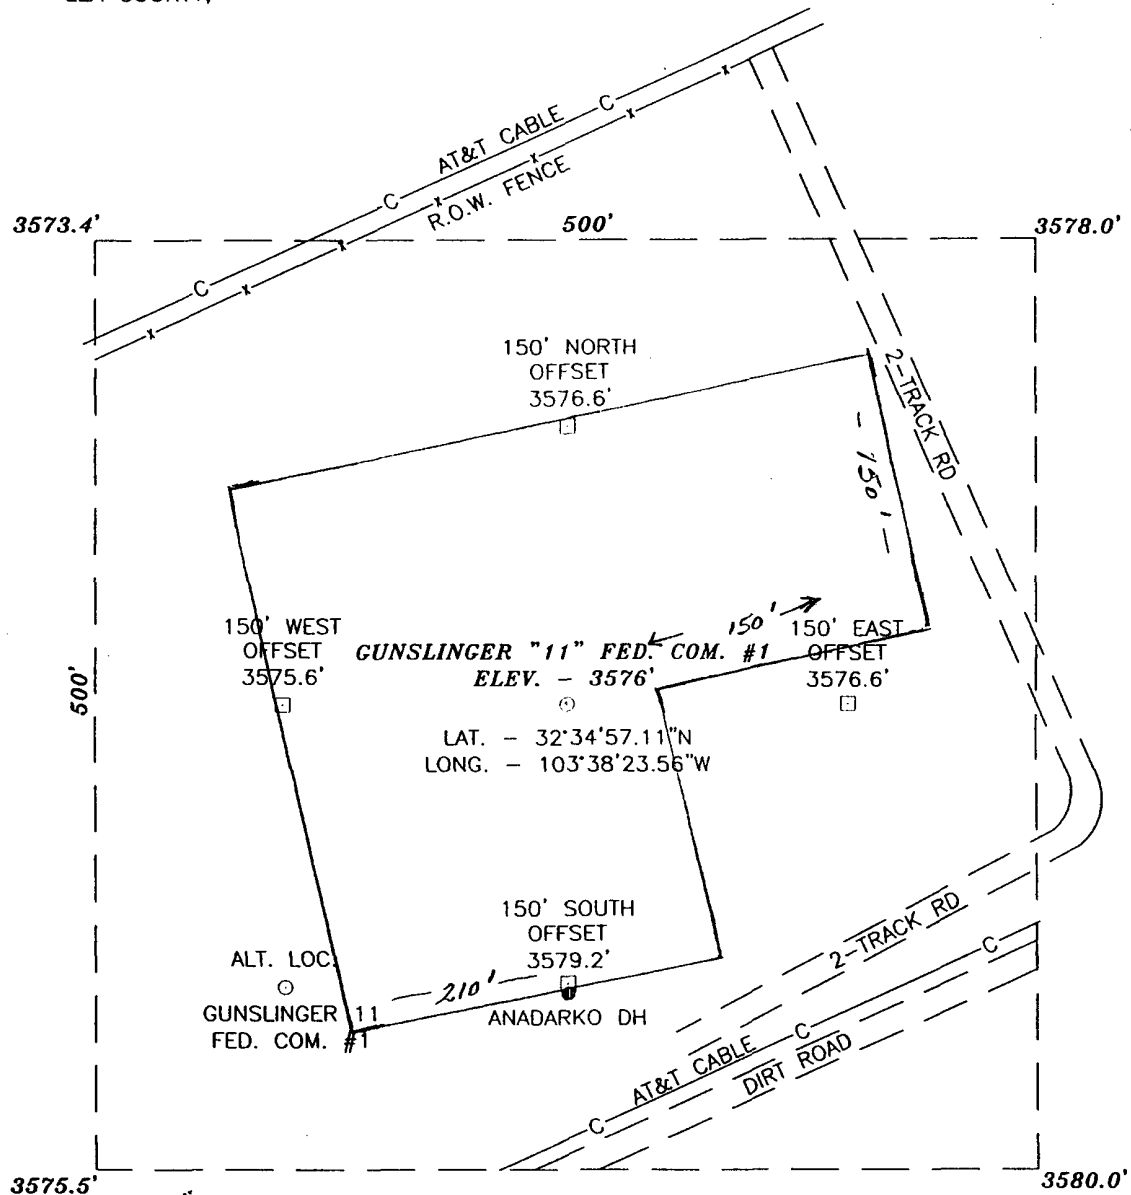 AT&T CABLE
C
C
C
R.O.W. FENCE
3573.4'
500'
3578.0'
150' NORTH
OFFSET
3576.6'
2-TRACK RD
- 150' -
150'
150' WEST
OFFSET
3575.6'
GUNSLINGER "11" FED. COM. #1
ELEV. - 3576'
150' EAST
OFFSET
3576.6'
500'
LAT. - 32°34'57.11"N
LONG. - 103°38'23.56"W
150' SOUTH
OFFSET
3579.2'
2-TRACK RD
ALT. LOC.
210'
GUNSLINGER 11
FED. COM. #1
ANADARKO DH
C
C
C
AT&T CABLE
DIRT ROAD
3575.5'
3580.0'